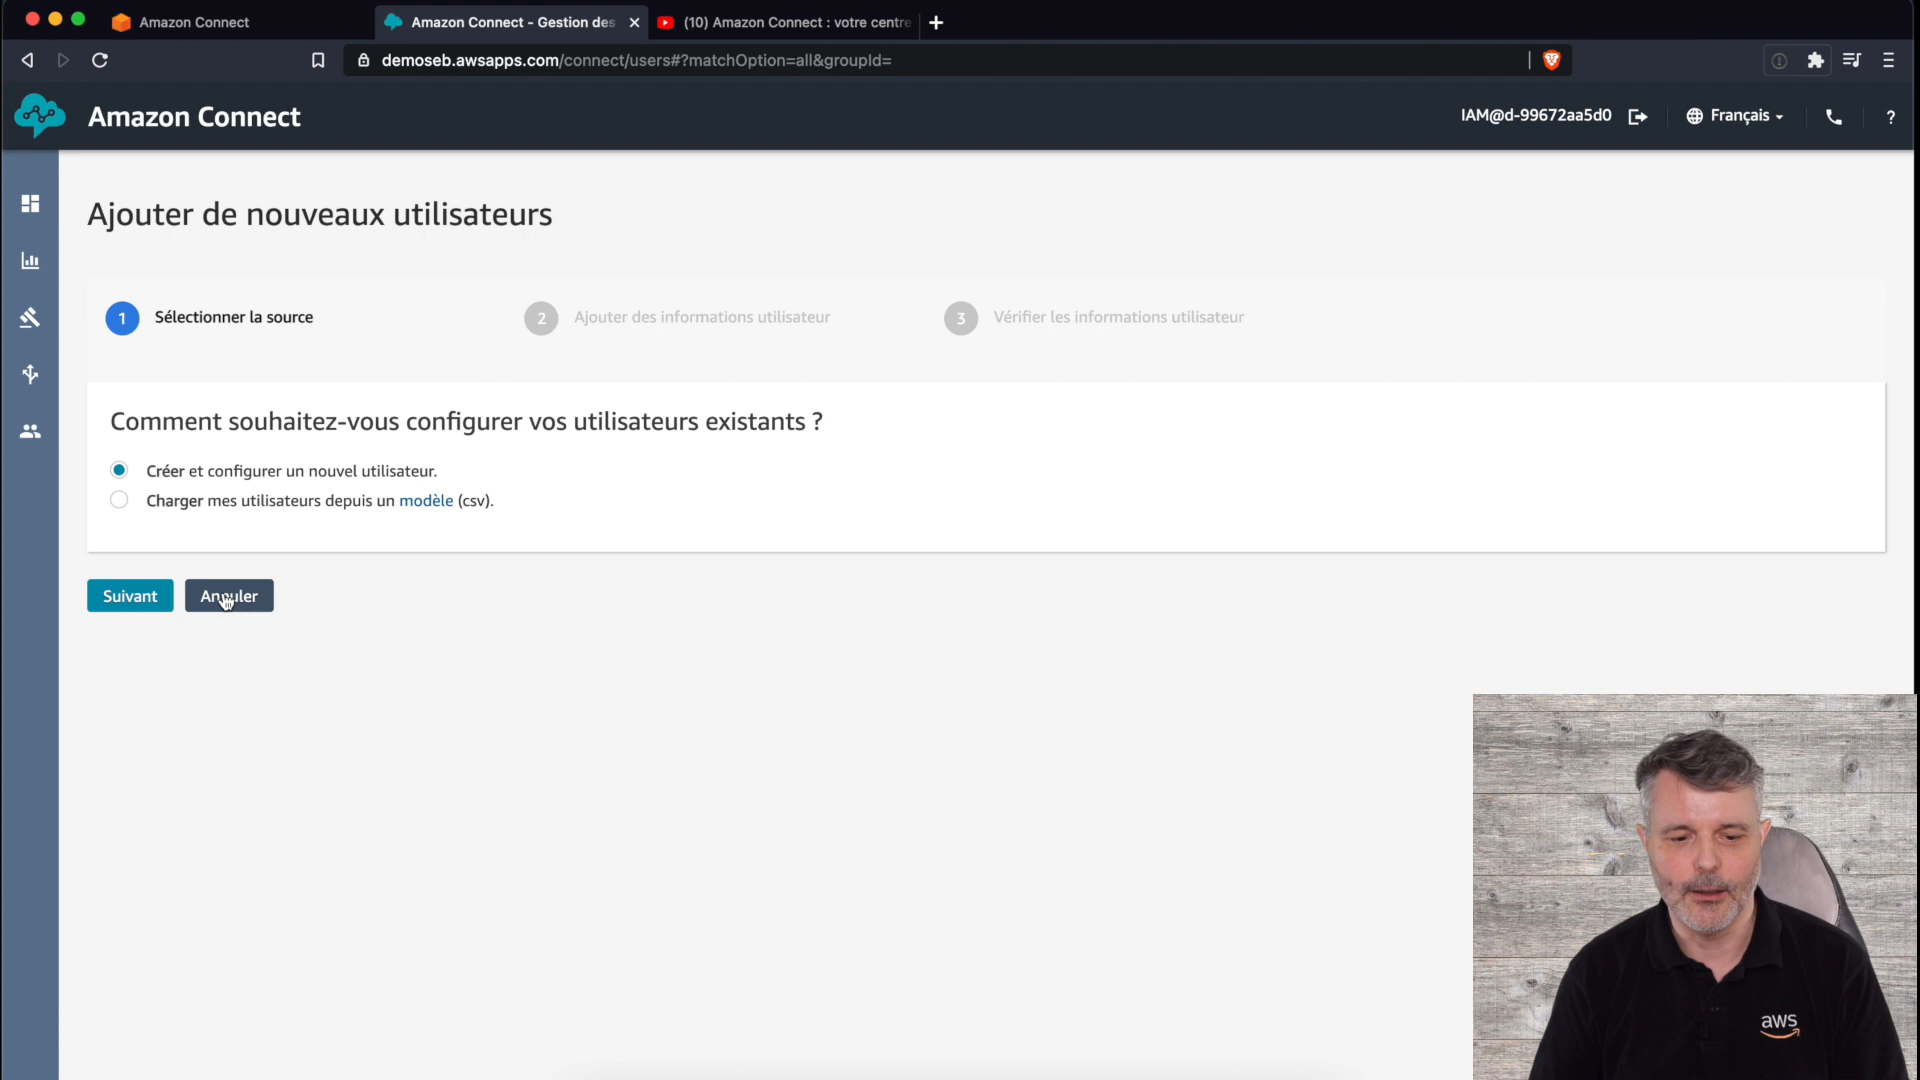 Amazon Connect
Amazon Connect - Gestion des
(10) Amazon Connect : votre centre
demoseb.awsapps.com/connect/users#?matchOption=all&groupId=
Amazon Connect
IAM@d-99672aa5d0
Français
?
Ajouter de nouveaux utilisateurs
1 Sélectionner la source
2 Ajouter des informations utilisateur
3 Vérifier les informations utilisateur
Comment souhaitez-vous configurer vos utilisateurs existants ?
Créer et configurer un nouvel utilisateur.
Charger mes utilisateurs depuis un modèle (csv).
Suivant
Annuler
aws